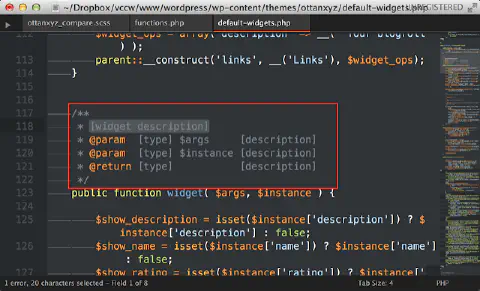 ~/Dropbox/vccw/www/wordpress/wp-content/themes/ottanxyz/default-widgets.php
UNREGISTERED
ottanxyz_compare.scss functions.php default-widgets.php
112 $widget_ops = array( description => __( Your blogroll
) );
113 parent::__construct('links', __('Links'), $widget_ops);
114 }
115
116
117 /**
118 * [widget description]
119 * @param [type] $args [description]
120 * @param [type] $instance [description]
121 * @return [type] [description]
122 */
123 public function widget( $args, $instance ) {
124
125 $show_description = isset($instance['description']) ? $
instance['description'] : false;
126 $show_name = isset($instance['name']) ? $instance['name']
: false;
127 $show_rating = isset($instance['rating']) ? $instance['
1 error, 20 characters selected – Field 1 of 8 Tab Size: 4 PHP